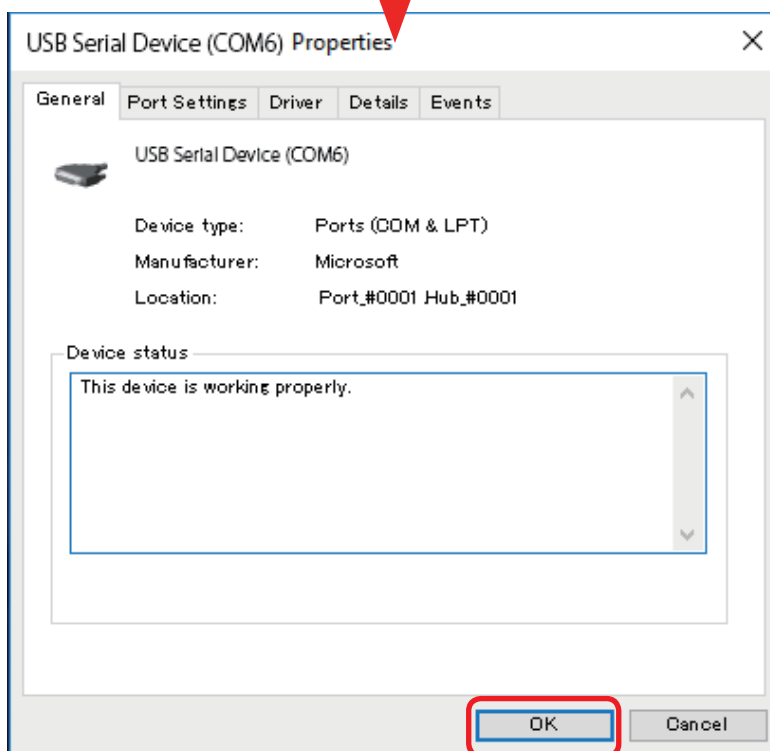 USB Serial Device (COM6) Properties
General Port Settings Driver Details Events
USB Serial Device (COM6)
Device type: Ports (COM & LPT)
Manufacturer: Microsoft
Location: Port_#0001 Hub_#0001
Device status
This device is working properly.
OK Cancel